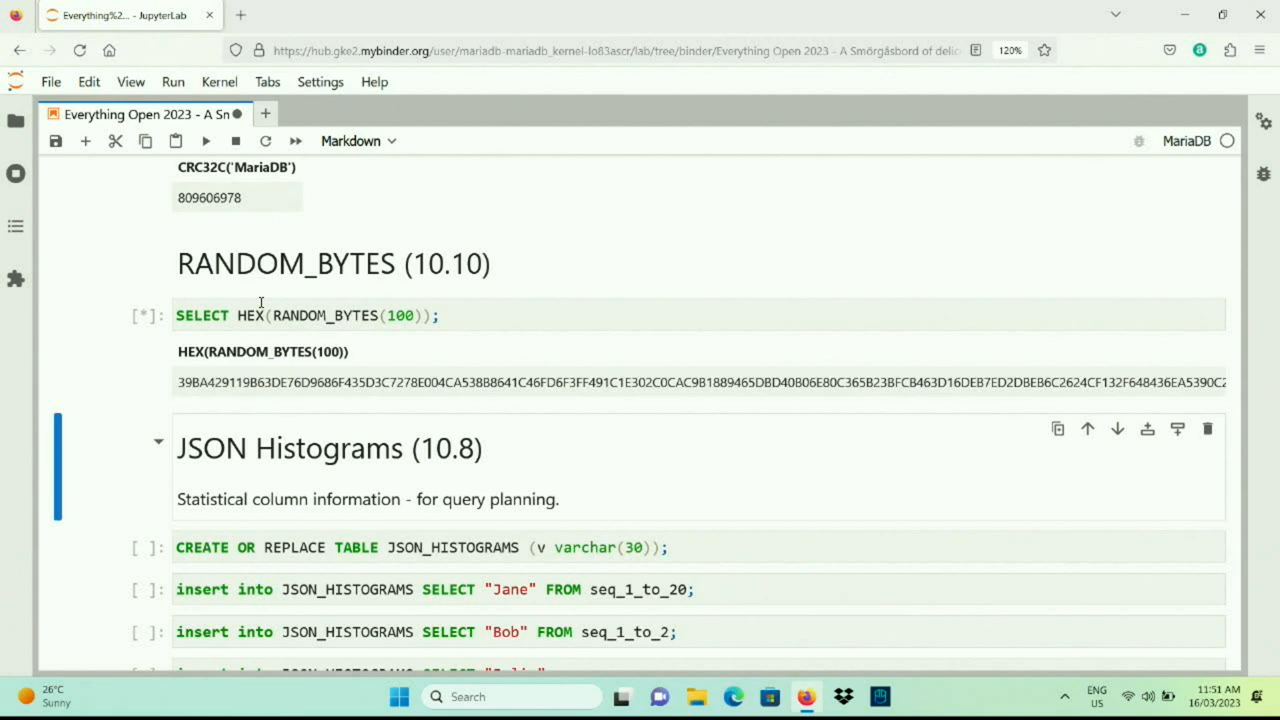 Everything%2... - JupyterLab
https://hub.gke2.mybinder.org/user/mariadb-mariadb_kernel-lo83ascr/lab/tree/binder/Everything Open 2023 - A Smörgåsbord of delic
120%
File Edit View Run Kernel Tabs Settings Help
Everything Open 2023 - A Sn
Markdown
MariaDB
CRC32C('MariaDB')
809606978
RANDOM_BYTES (10.10)
[*]: SELECT HEX(RANDOM_BYTES(100));
HEX(RANDOM_BYTES(100))
39BA429119B63DE76D9686F435D3C7278E004CA53B8B8641C46FD6F3FF491C1E302C0CAC9B1889465DBD40B06E80C365B23BFCB463D16DEB7ED2DBEB6C2624CF132F648436EA5390C2
JSON Histograms (10.8)
Statistical column information - for query planning.
[ ]: CREATE OR REPLACE TABLE JSON_HISTOGRAMS (v varchar(30));
[ ]: insert into JSON_HISTOGRAMS SELECT "Jane" FROM seq_1_to_20;
[ ]: insert into JSON_HISTOGRAMS SELECT "Bob" FROM seq_1_to_2;
26°C
Sunny
Search
ENG
US
11:51 AM
16/03/2023